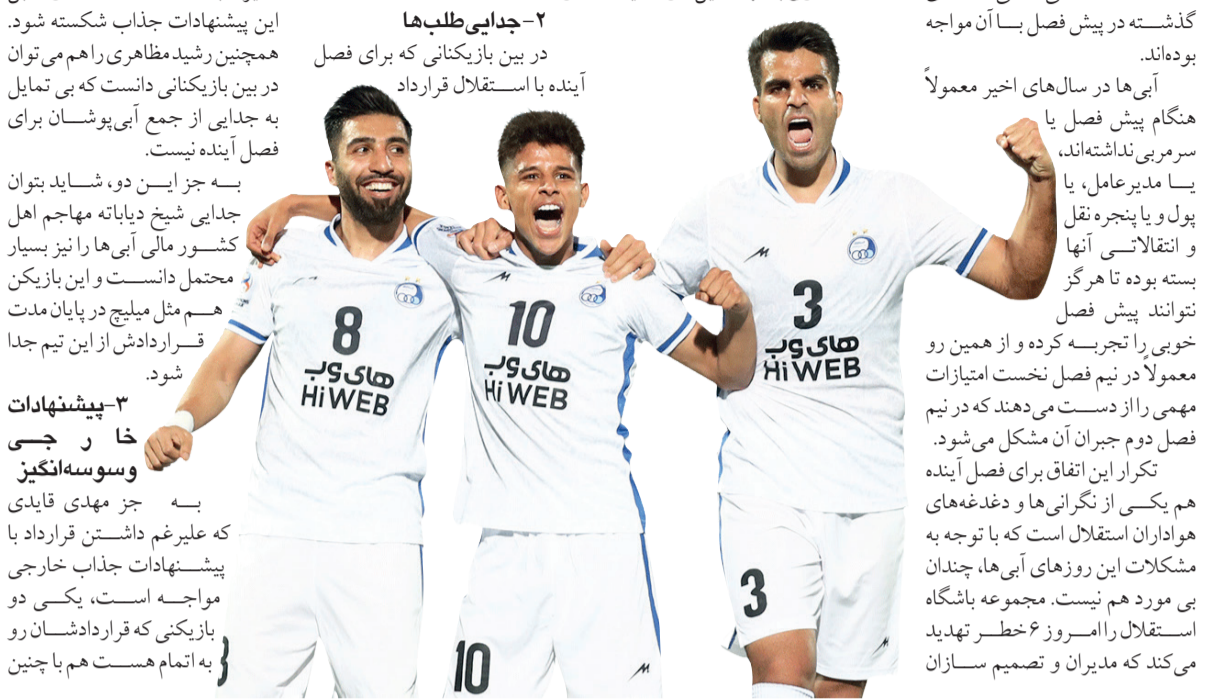 گذشته در پیش فصل با آن مواجه
بوده‌اند.
آبی‌ها در سال‌های اخیر معمولاً
هنگام پیش فصل یا
سرمربی نداشته‌اند،
یا مدیرعامل، یا
پول و یا پنجره نقل
و انتقالاتی آنها
بسته بوده تا هرگز
نتوانند پیش فصل
خوبی را تجربه کرده و از همین رو
معمولاً در نیم فصل نخست امتیازات
مهمی را از دست می‌دهند که در نیم
فصل دوم جبران آن مشکل می‌شود.
تکرار این اتفاق برای فصل آینده
هم یکی از نگرانی‌ها و دغدغه‌های
هواداران استقلال است که با توجه به
مشکلات این روزهای آبی‌ها، چندان
بی مورد هم نیست. مجموعه باشگاه
استقلال را امروز ۶ خطر تهدید
می‌کند که مدیران و تصمیم سازان
۲-جدایی‌طلب‌ها
در بین بازیکنانی که برای فصل
آینده با استقلال قرارداد
این پیشنهادات جذاب شکسته شود.
همچنین رشید مظاهری را هم می‌توان
در بین بازیکنانی دانست که بی تمایل
به جدایی از جمع آبی‌پوشان برای
فصل آینده نیست.
به جز این دو، شاید بتوان
جدایی شیخ دیاباته مهاجم اهل
کشور مالی آبی‌ها را نیز بسیار
محتمل دانست و این بازیکن
هم مثل میلیچ در پایان مدت
قراردادش از این تیم جدا
شود.
۳-پیشنهادات
خارجی
وسوسه‌انگیز
به جز مهدی قایدی
که علیرغم داشتن قرارداد با
پیشنهادات جذاب خارجی
مواجه است، یکی دو
بازیکنی که قراردادشان رو
به اتمام هست هم با چنین
8
های وب
HiWEB
10
های وب
HiWEB
10
3
های وب
HiWEB
3